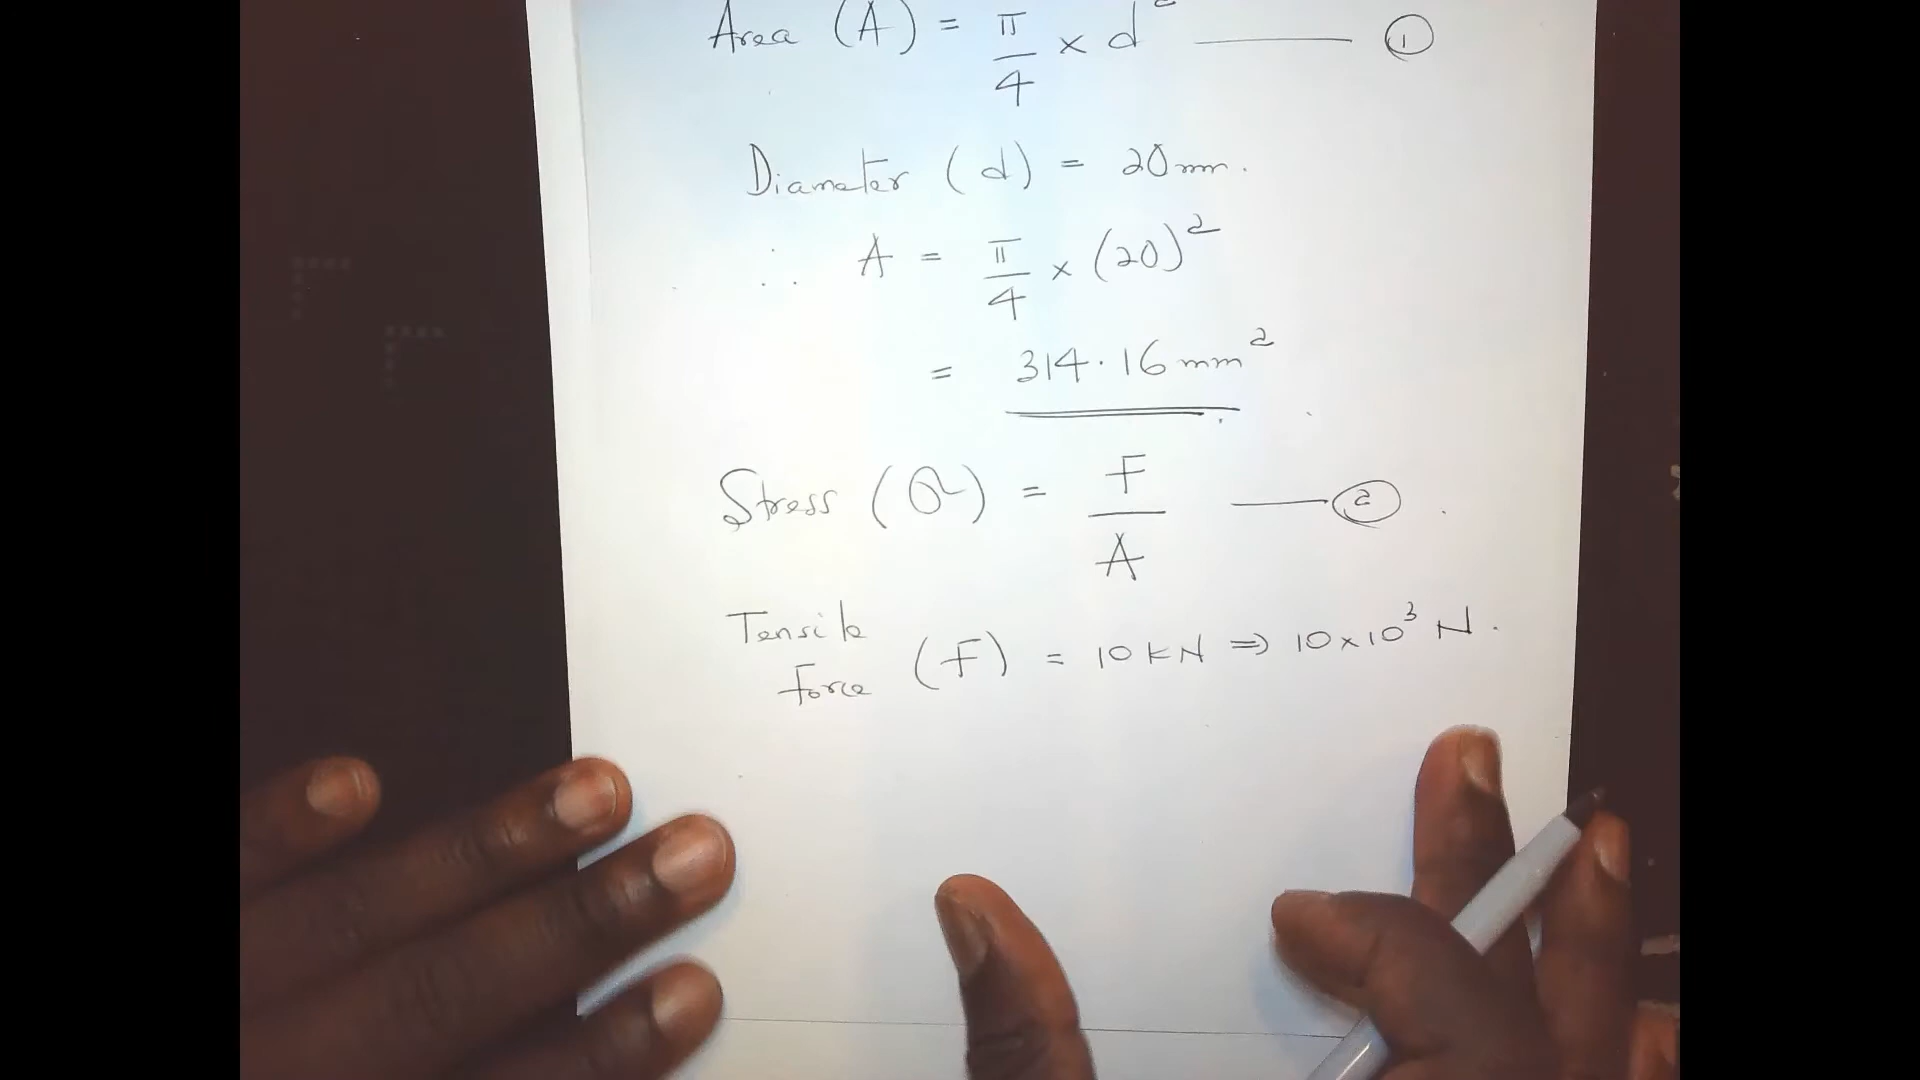 Area (A) = π/4 × d² ——— ①
Diameter (d) = 20mm.
∴ A = π/4 × (20)²
= 314.16 mm²
Stress (σ) = F/A ——— ②
Tensile Force (F) = 10 KN ⇒ 10×10³ N.